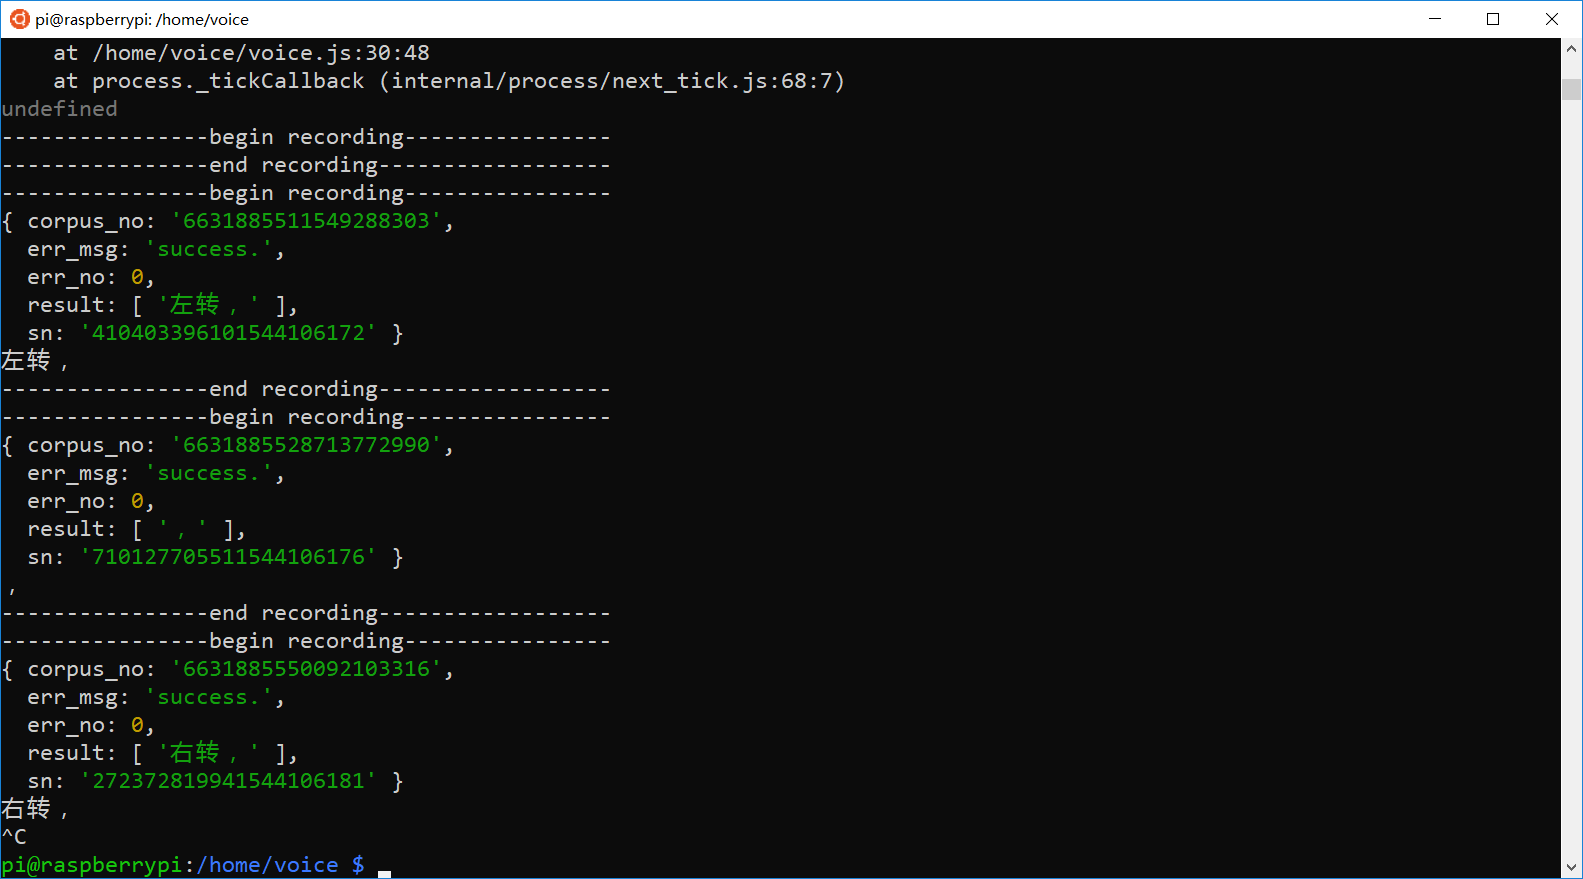 pi@raspberrypi: /home/voice
    at /home/voice/voice.js:30:48
    at process._tickCallback (internal/process/next_tick.js:68:7)
undefined
----------------begin recording----------------
----------------end recording------------------
----------------begin recording----------------
{ corpus_no: '6631885511549288303',
  err_msg: 'success.',
  err_no: 0,
  result: [ '左转，' ],
  sn: '410403396101544106172' }
左转，
----------------end recording------------------
----------------begin recording----------------
{ corpus_no: '6631885528713772990',
  err_msg: 'success.',
  err_no: 0,
  result: [ '，' ],
  sn: '710127705511544106176' }
，
----------------end recording------------------
----------------begin recording----------------
{ corpus_no: '6631885550092103316',
  err_msg: 'success.',
  err_no: 0,
  result: [ '右转，' ],
  sn: '272372819941544106181' }
右转，
^C
pi@raspberrypi:/home/voice $